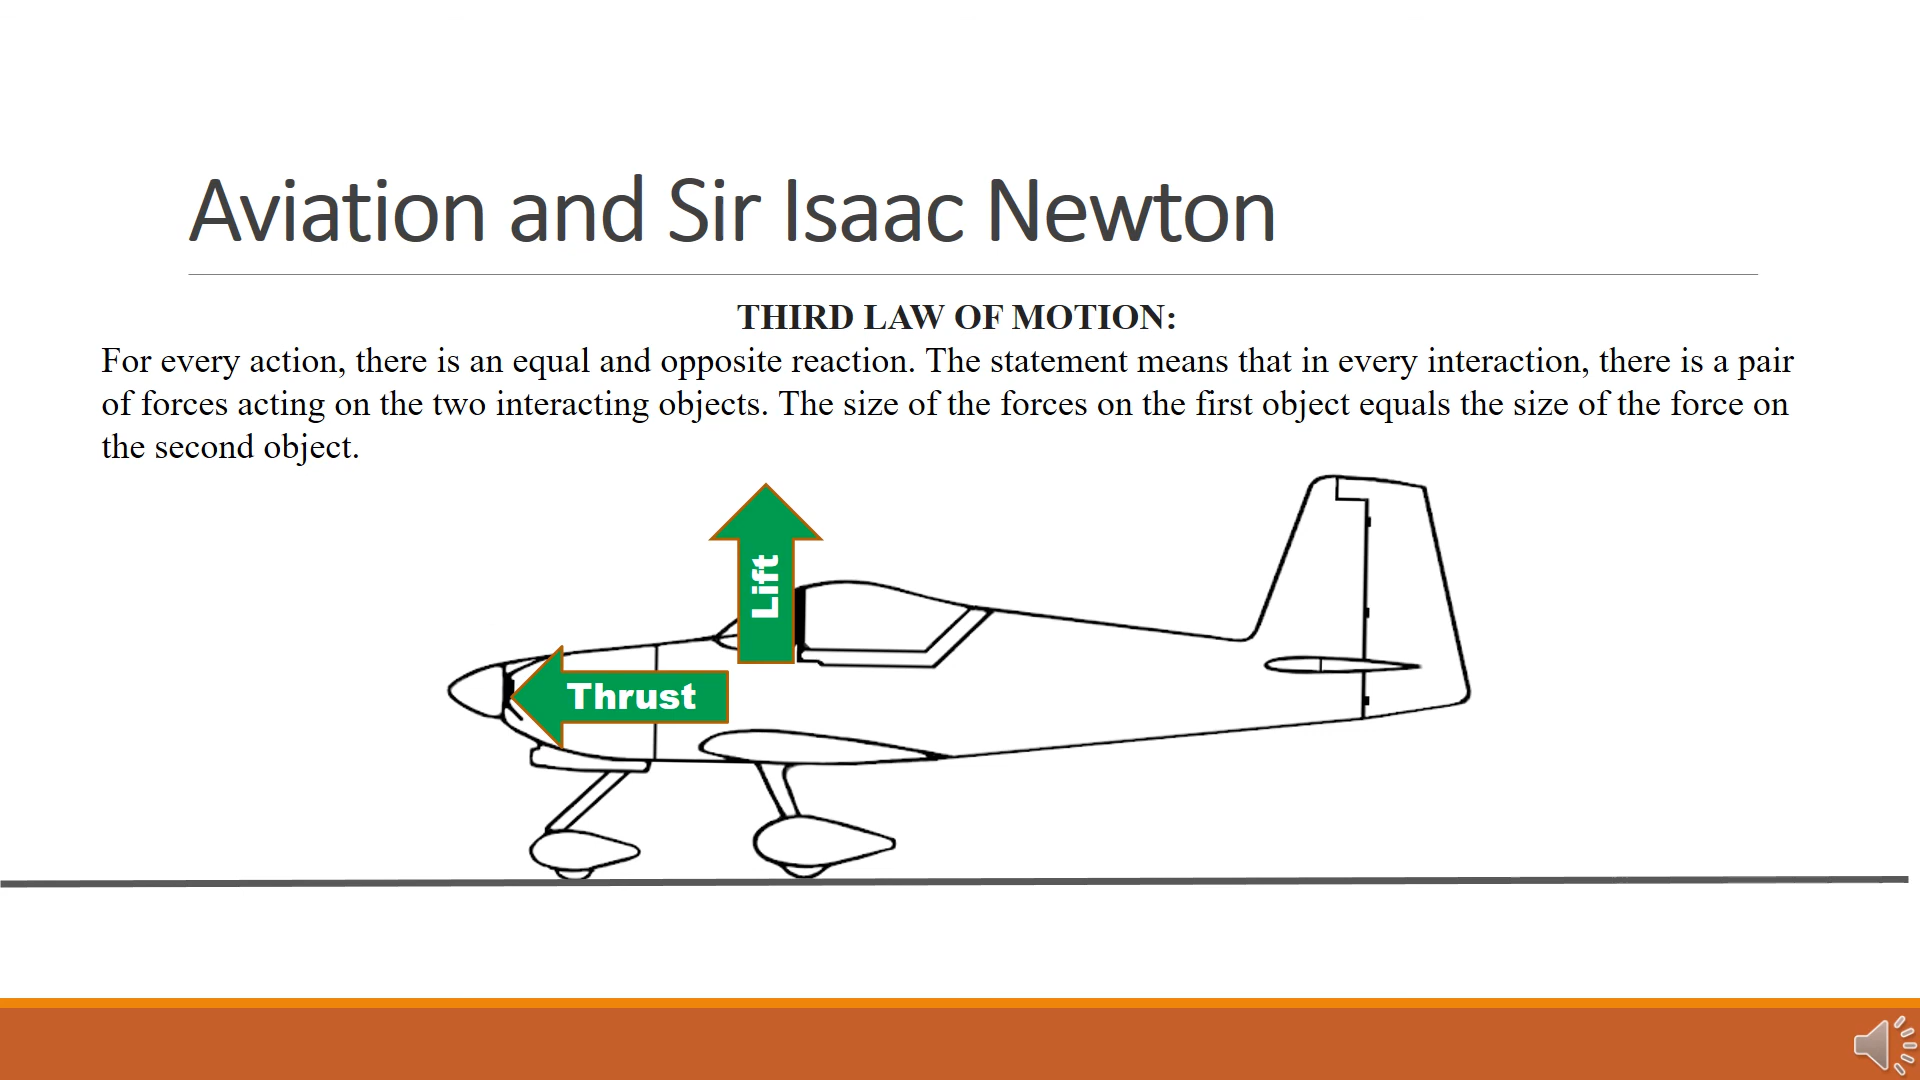 Aviation and Sir Isaac Newton
THIRD LAW OF MOTION:
For every action, there is an equal and opposite reaction. The statement means that in every interaction, there is a pair
of forces acting on the two interacting objects. The size of the forces on the first object equals the size of the force on
the second object.
Lift
Thrust